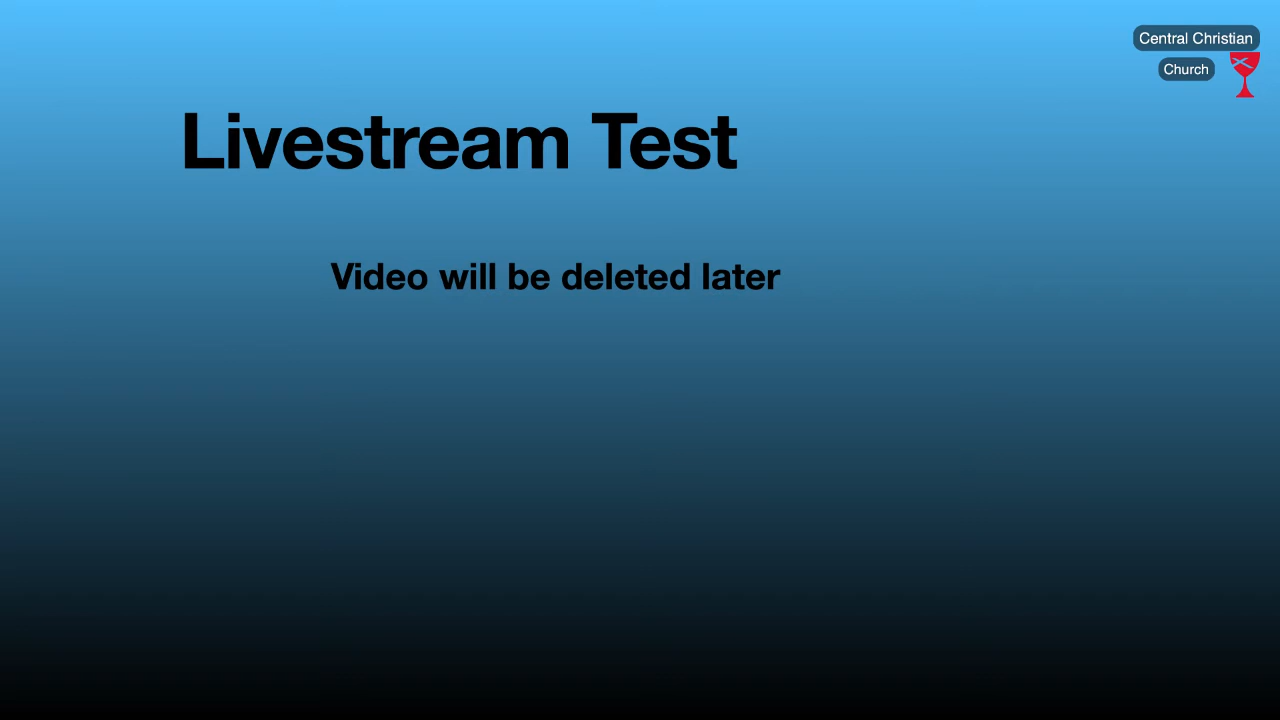 Central Christian
Church
Livestream Test
Video will be deleted later